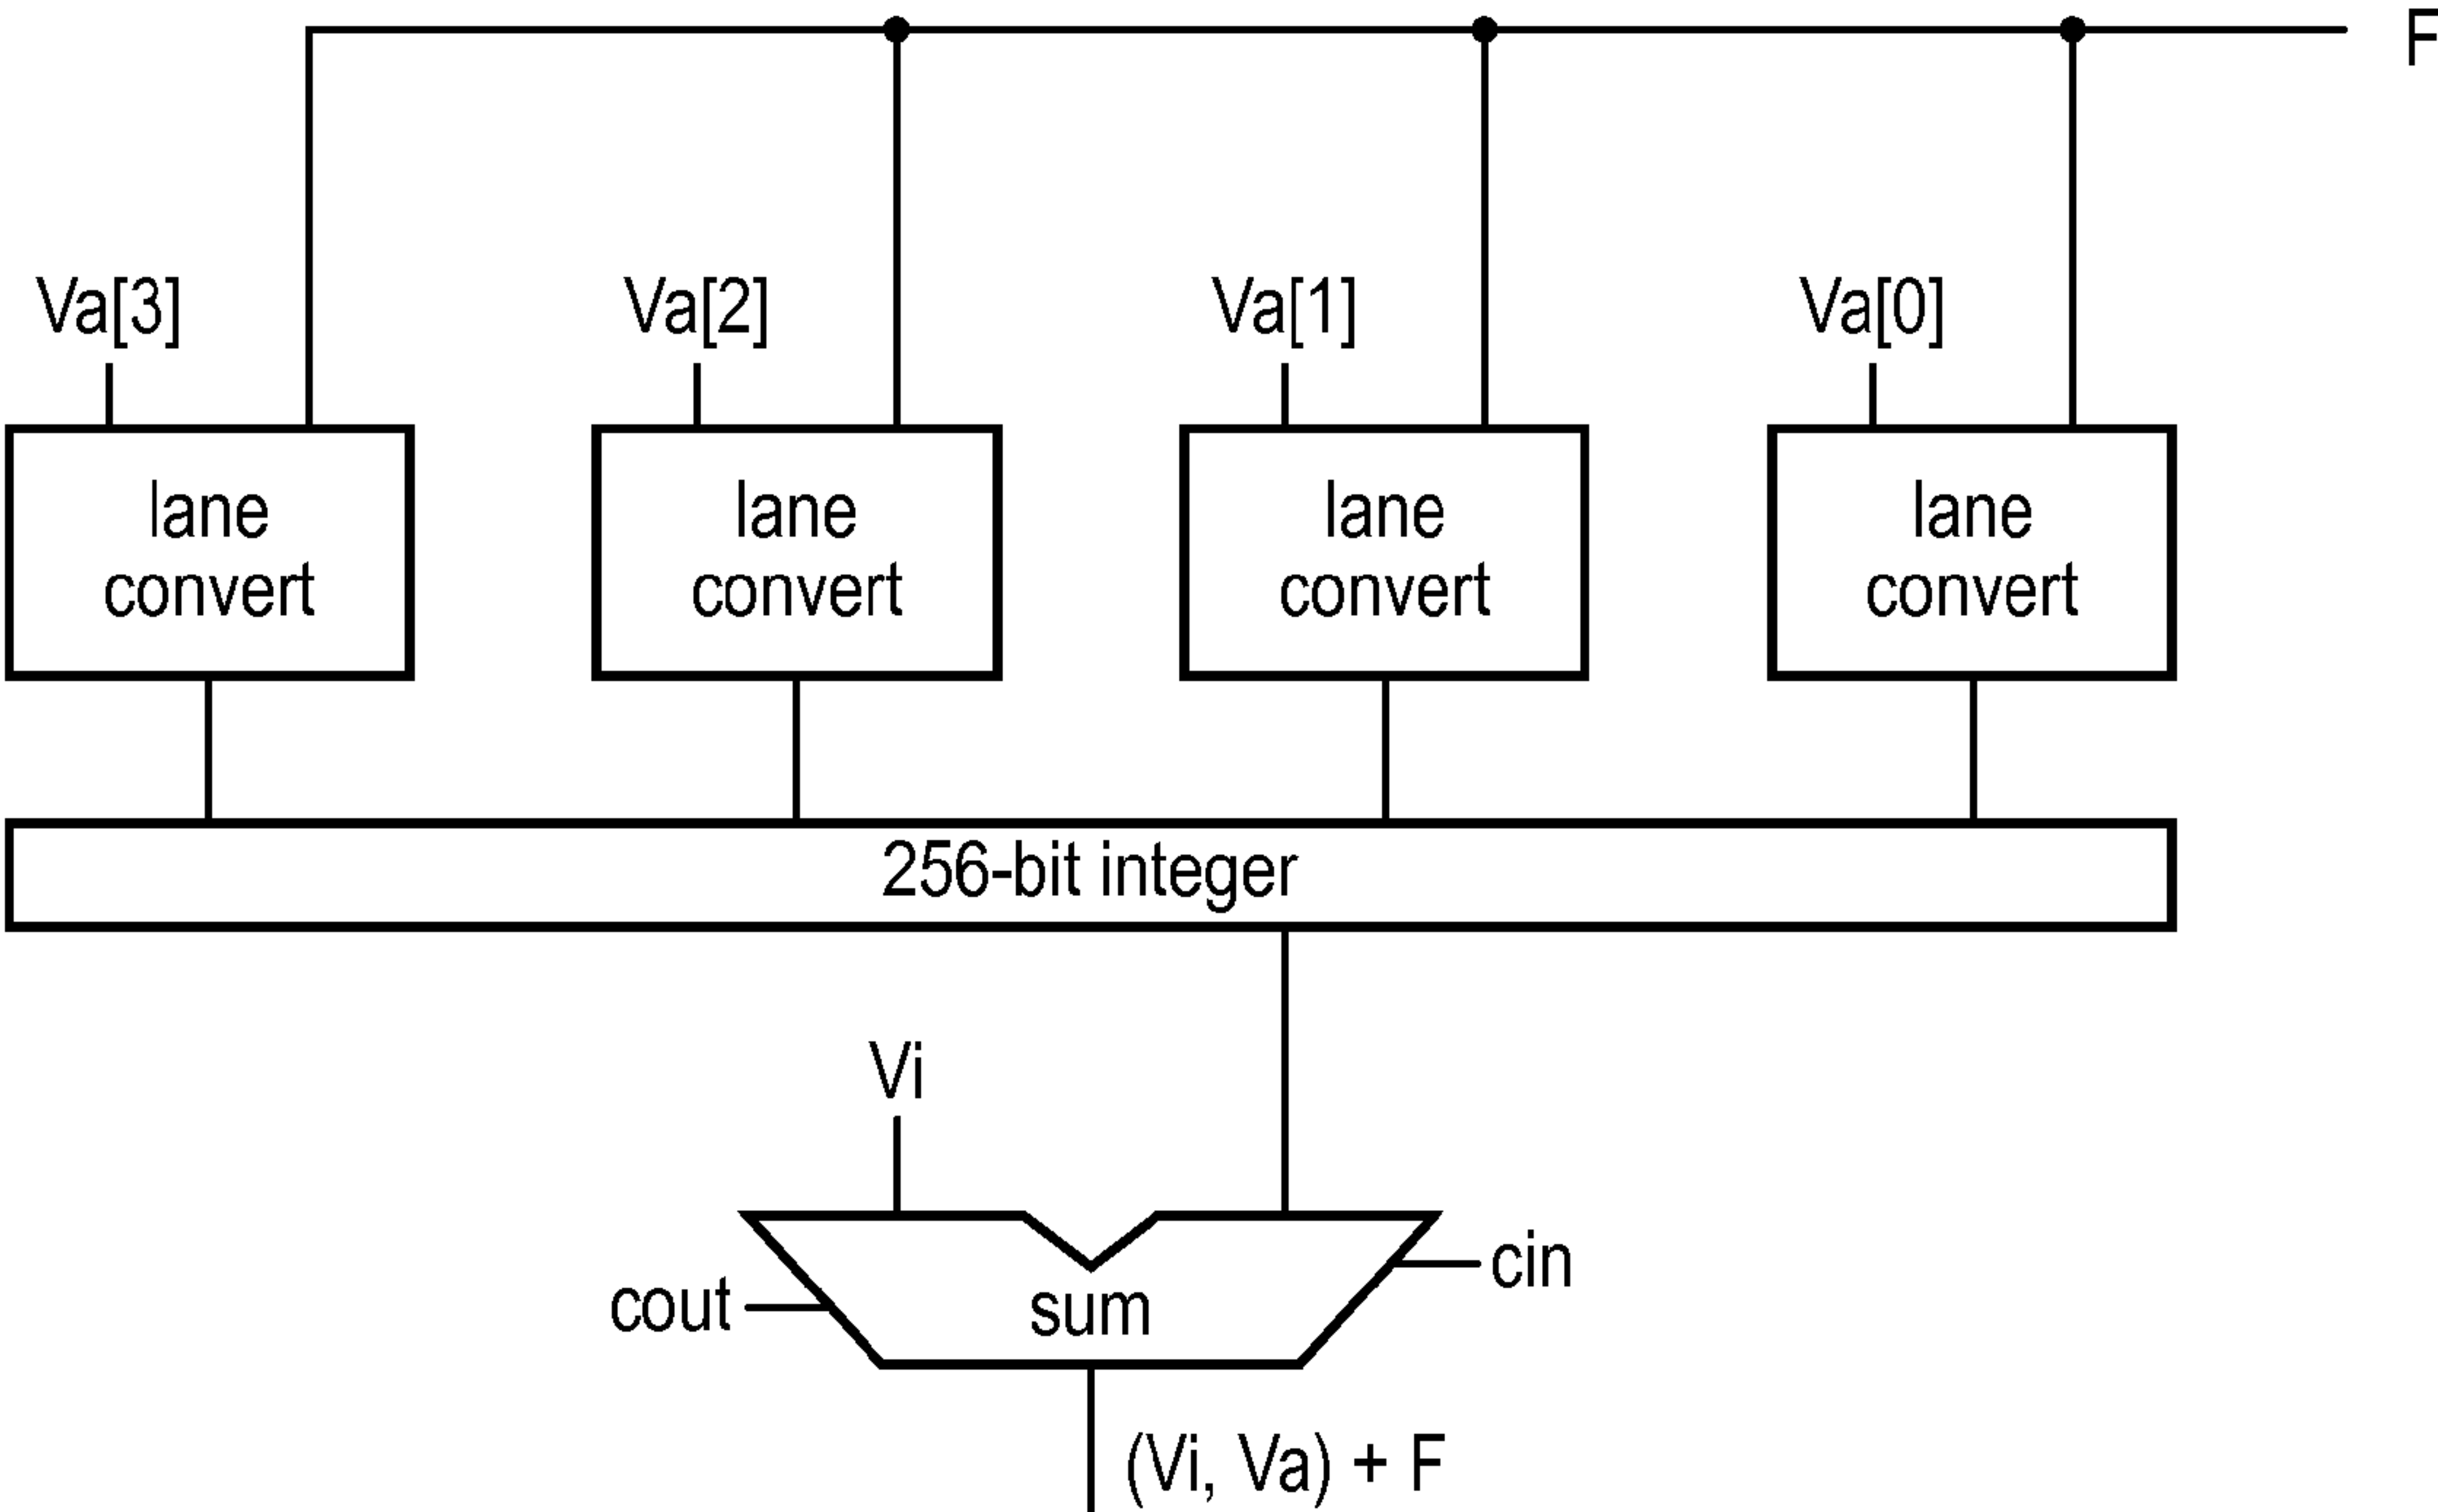 F
Va[3] Va[2] Va[1] Va[0]
lane lane lane lane
convert convert convert convert
256-bit integer
Vi
cin
cout
sum
(Vi, Va) + F